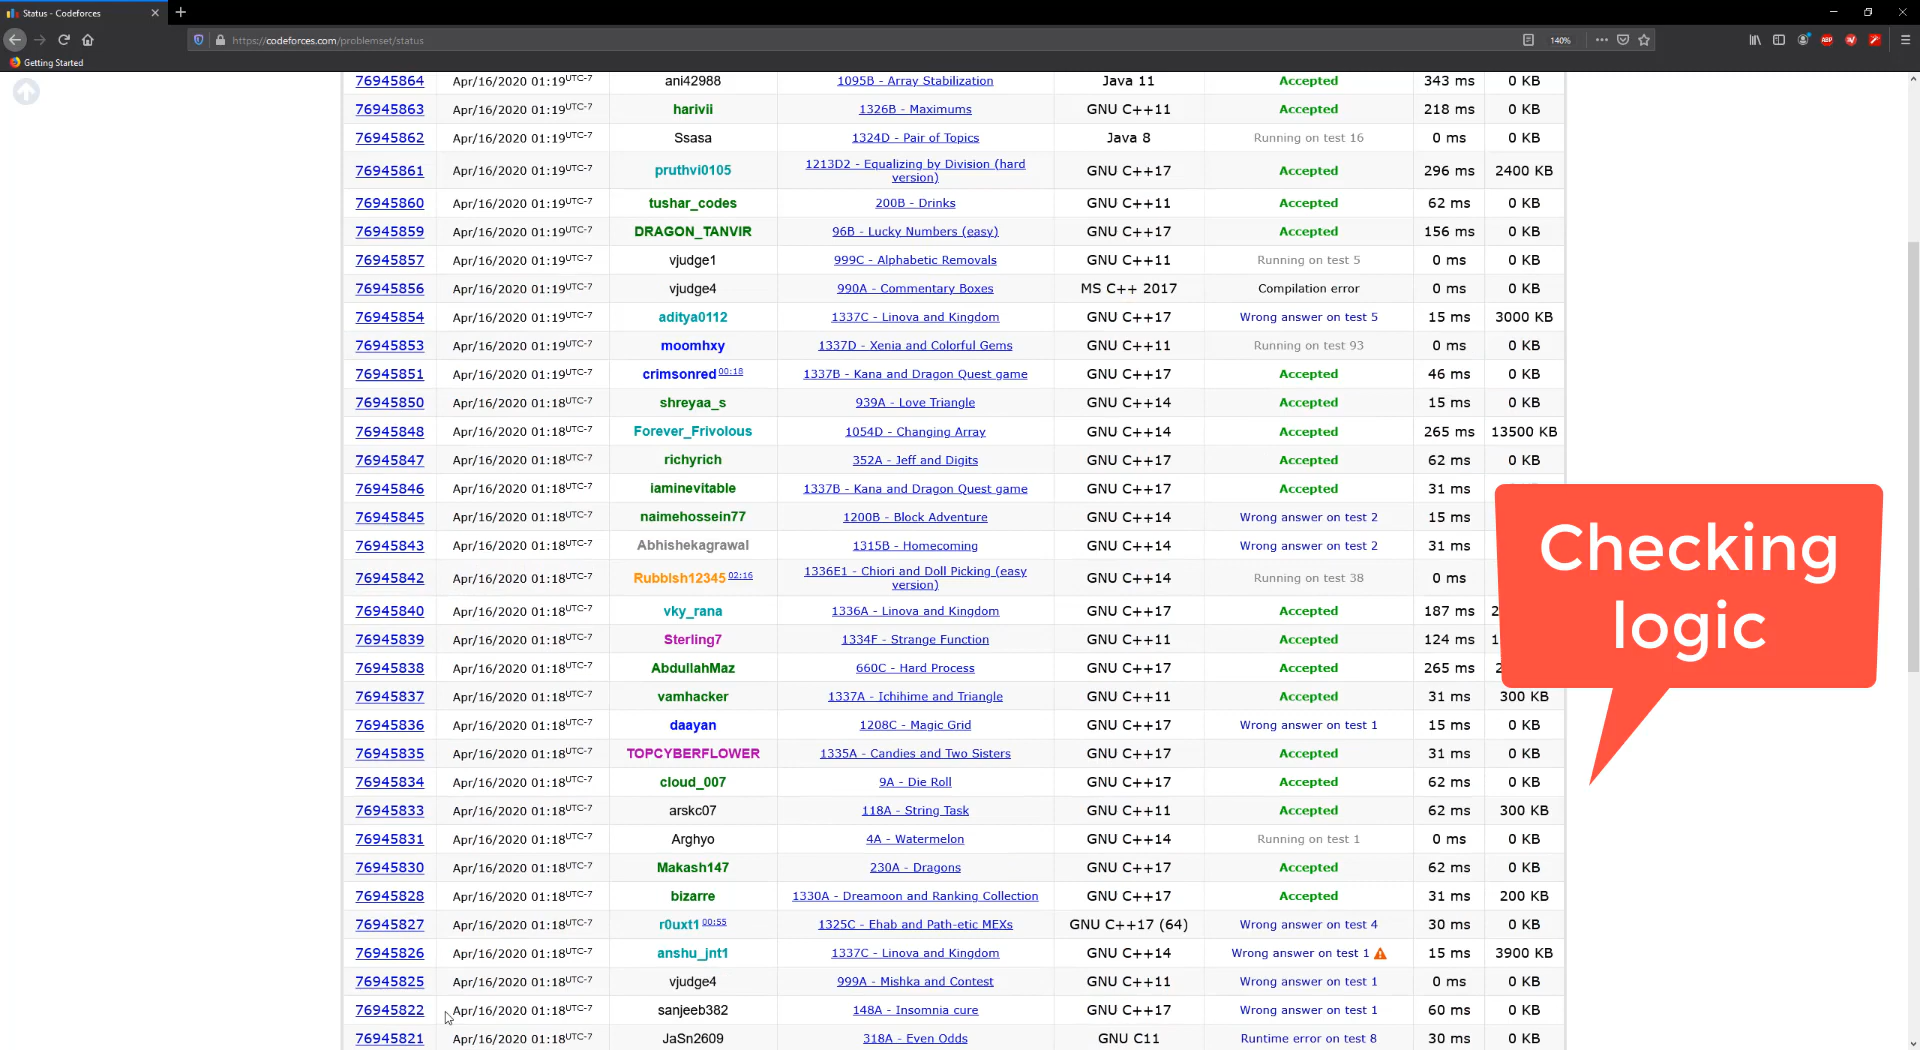 Status - Codeforces
https://codeforces.com/problemset/status
140%
Getting Started
76945864 Apr/16/2020 01:19UTC-7 ani42988 1095B - Array Stabilization Java 11 Accepted 343 ms 0 KB
76945863 Apr/16/2020 01:19UTC-7 harivii 1326B - Maximums GNU C++11 Accepted 218 ms 0 KB
76945862 Apr/16/2020 01:19UTC-7 Ssasa 1324D - Pair of Topics Java 8 Running on test 16 0 ms 0 KB
76945861 Apr/16/2020 01:19UTC-7 pruthvi0105 1213D2 - Equalizing by Division (hard version) GNU C++17 Accepted 296 ms 2400 KB
76945860 Apr/16/2020 01:19UTC-7 tushar_codes 200B - Drinks GNU C++11 Accepted 62 ms 0 KB
76945859 Apr/16/2020 01:19UTC-7 DRAGON_TANVIR 96B - Lucky Numbers (easy) GNU C++17 Accepted 156 ms 0 KB
76945857 Apr/16/2020 01:19UTC-7 vjudge1 999C - Alphabetic Removals GNU C++11 Running on test 5 0 ms 0 KB
76945856 Apr/16/2020 01:19UTC-7 vjudge4 990A - Commentary Boxes MS C++ 2017 Compilation error 0 ms 0 KB
76945854 Apr/16/2020 01:19UTC-7 aditya0112 1337C - Linova and Kingdom GNU C++17 Wrong answer on test 5 15 ms 3000 KB
76945853 Apr/16/2020 01:19UTC-7 moomhxy 1337D - Xenia and Colorful Gems GNU C++11 Running on test 93 0 ms 0 KB
76945851 Apr/16/2020 01:19UTC-7 crimsonred 00:18 1337B - Kana and Dragon Quest game GNU C++17 Accepted 46 ms 0 KB
76945850 Apr/16/2020 01:18UTC-7 shreyaa_s 939A - Love Triangle GNU C++14 Accepted 15 ms 0 KB
76945848 Apr/16/2020 01:18UTC-7 Forever_Frivolous 1054D - Changing Array GNU C++14 Accepted 265 ms 13500 KB
76945847 Apr/16/2020 01:18UTC-7 richyrich 352A - Jeff and Digits GNU C++17 Accepted 62 ms 0 KB
76945846 Apr/16/2020 01:18UTC-7 iaminevitable 1337B - Kana and Dragon Quest game GNU C++17 Accepted 31 ms
76945845 Apr/16/2020 01:18UTC-7 naimehossein77 1200B - Block Adventure GNU C++14 Wrong answer on test 2 15 ms
76945843 Apr/16/2020 01:18UTC-7 Abhishekagrawal 1315B - Homecoming GNU C++14 Wrong answer on test 2 31 ms
76945842 Apr/16/2020 01:18UTC-7 RubbIsh12345 02:16 1336E1 - Chiori and Doll Picking (easy version) GNU C++14 Running on test 38 0 ms
76945840 Apr/16/2020 01:18UTC-7 vky_rana 1336A - Linova and Kingdom GNU C++17 Accepted 187 ms 2
76945839 Apr/16/2020 01:18UTC-7 Sterling7 1334F - Strange Function GNU C++11 Accepted 124 ms 1
76945838 Apr/16/2020 01:18UTC-7 AbdullahMaz 660C - Hard Process GNU C++17 Accepted 265 ms 2
76945837 Apr/16/2020 01:18UTC-7 vamhacker 1337A - Ichihime and Triangle GNU C++11 Accepted 31 ms 300 KB
76945836 Apr/16/2020 01:18UTC-7 daayan 1208C - Magic Grid GNU C++17 Wrong answer on test 1 15 ms 0 KB
76945835 Apr/16/2020 01:18UTC-7 TOPCYBERFLOWER 1335A - Candies and Two Sisters GNU C++17 Accepted 31 ms 0 KB
76945834 Apr/16/2020 01:18UTC-7 cloud_007 9A - Die Roll GNU C++17 Accepted 62 ms 0 KB
76945833 Apr/16/2020 01:18UTC-7 arskc07 118A - String Task GNU C++11 Accepted 62 ms 300 KB
76945831 Apr/16/2020 01:18UTC-7 Arghyo 4A - Watermelon GNU C++14 Running on test 1 0 ms 0 KB
76945830 Apr/16/2020 01:18UTC-7 Makash147 230A - Dragons GNU C++17 Accepted 62 ms 0 KB
76945828 Apr/16/2020 01:18UTC-7 bizarre 1330A - Dreamoon and Ranking Collection GNU C++17 Accepted 31 ms 200 KB
76945827 Apr/16/2020 01:18UTC-7 r0uxt1 00:55 1325C - Ehab and Path-etic MEXs GNU C++17 (64) Wrong answer on test 4 30 ms 0 KB
76945826 Apr/16/2020 01:18UTC-7 anshu_jnt1 1337C - Linova and Kingdom GNU C++14 Wrong answer on test 1 15 ms 3900 KB
76945825 Apr/16/2020 01:18UTC-7 vjudge4 999A - Mishka and Contest GNU C++11 Wrong answer on test 1 0 ms 0 KB
76945822 Apr/16/2020 01:18UTC-7 sanjeeb382 148A - Insomnia cure GNU C++17 Wrong answer on test 1 60 ms 0 KB
76945821 Apr/16/2020 01:18UTC-7 JaSn2609 318A - Even Odds GNU C11 Runtime error on test 8 30 ms 0 KB
Checking
logic